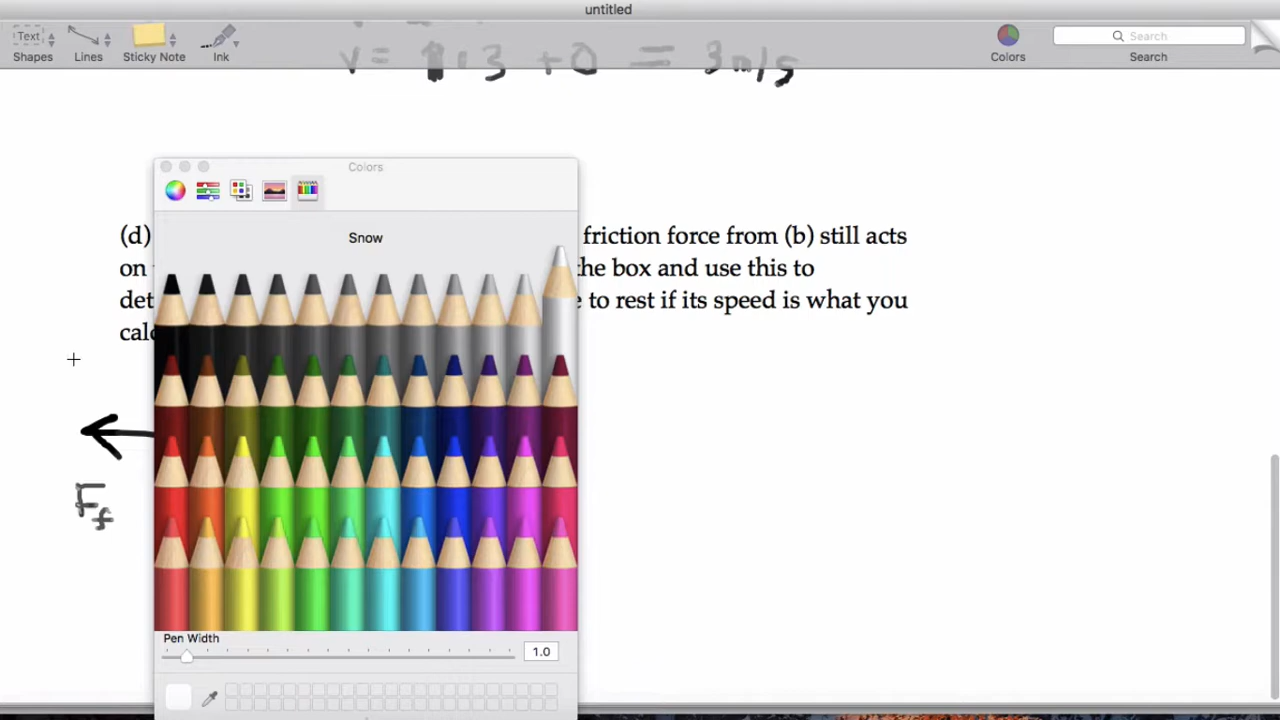 untitled
Text
Search
Shapes
Lines
Sticky Note
Ink
Colors
Search
+ 0 = 3 m/s
Colors
Snow
(d) friction force from (b) still acts
on the box and use this to
det e to rest if its speed is what you
calc
F f
Pen Width
1.0